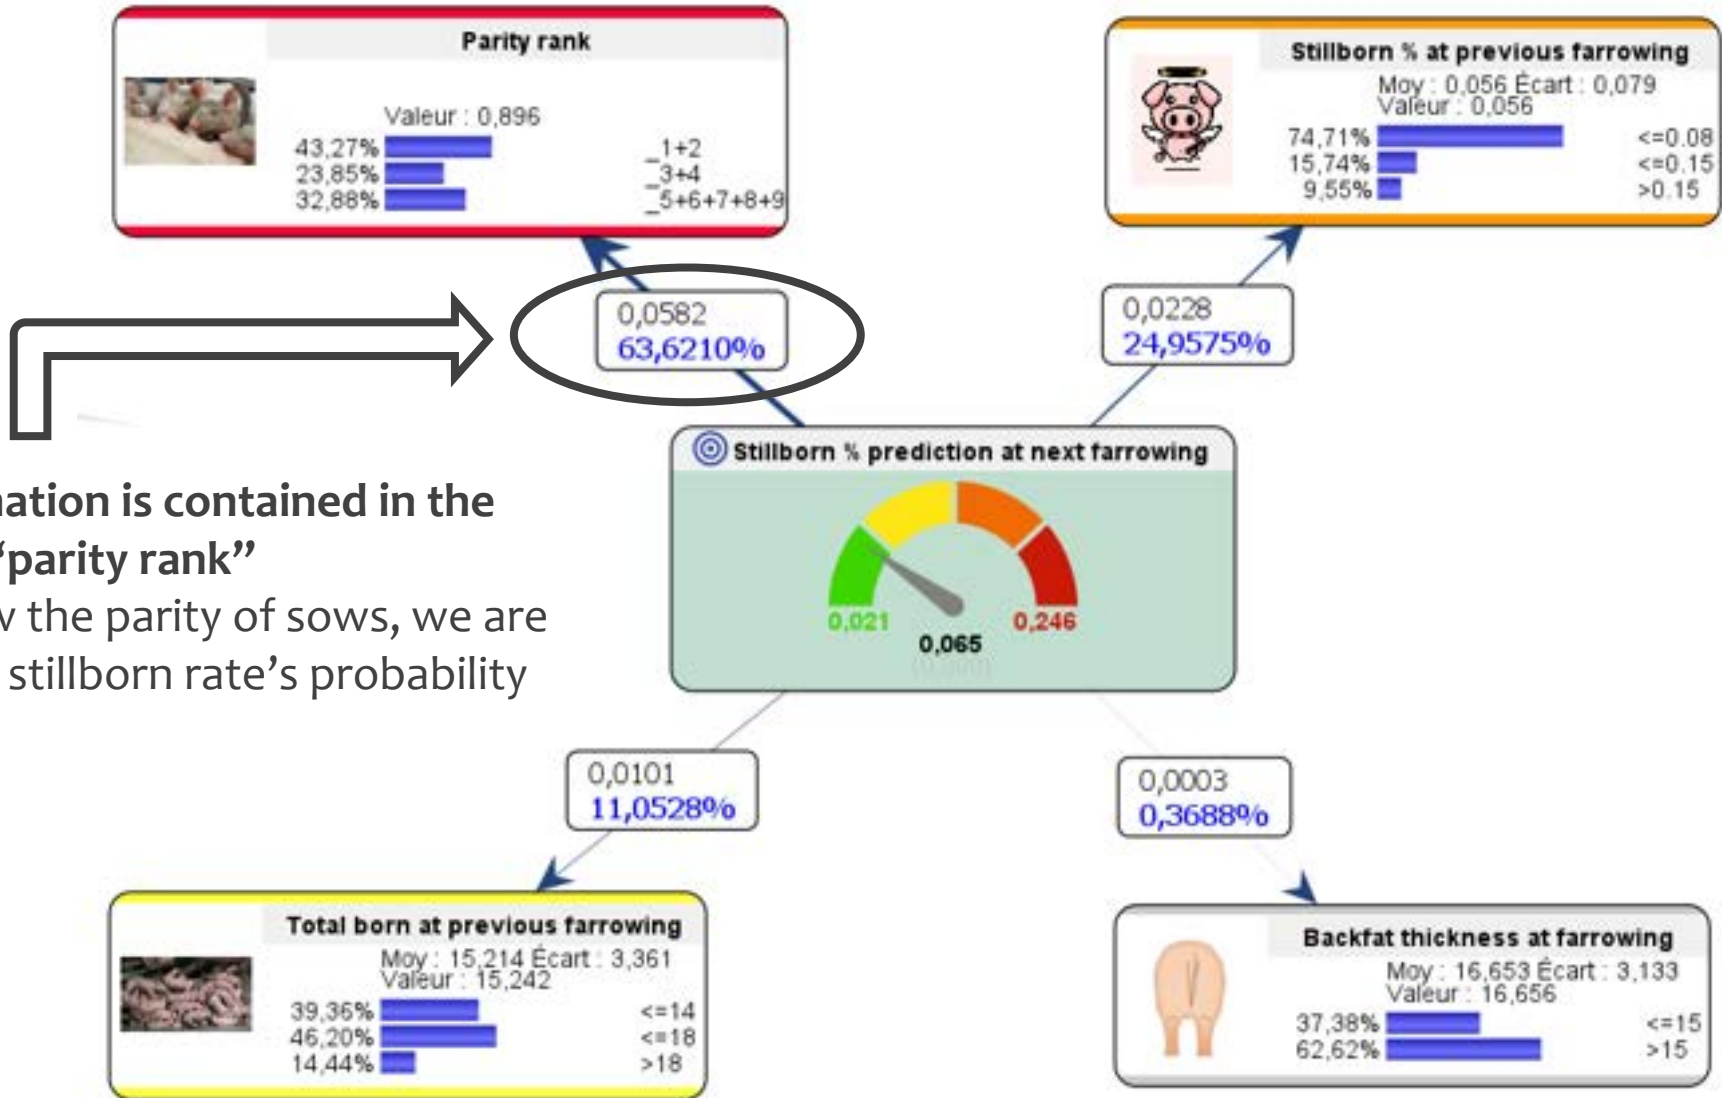 Parity rank
Valeur : 0,896
43,27% _1+2
23,85% _3+4
32,88% _5+6+7+8+9
Stillborn % at previous farrowing
Moy : 0,056 Écart : 0,079
Valeur : 0,056
74,71% <=0.08
15,74% <=0.15
9,55% >0.15
0,0582
63,6210%
0,0228
24,9575%
Stillborn % prediction at next farrowing
0,021
0,246
0,065
nation is contained in the
“parity rank”
w the parity of sows, we are
stillborn rate’s probability
0,0101
11,0528%
0,0003
0,3688%
Total born at previous farrowing
Moy : 15,214 Écart : 3,361
Valeur : 15,242
39,36% <=14
46,20% <=18
14,44% >18
Backfat thickness at farrowing
Moy : 16,653 Écart : 3,133
Valeur : 16,656
37,38% <=15
62,62% >15